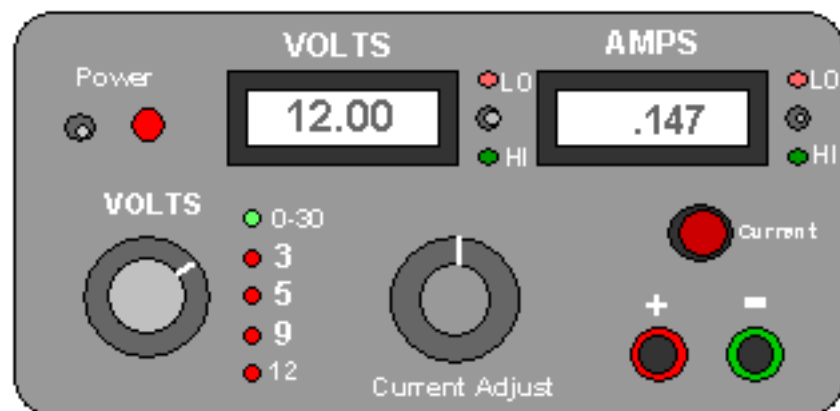 VOLTS
AMPS
Power
LO
LO
12.00
.147
HI
HI
VOLTS
0-30
3
5
9
12
Current
+
-
Current Adjust